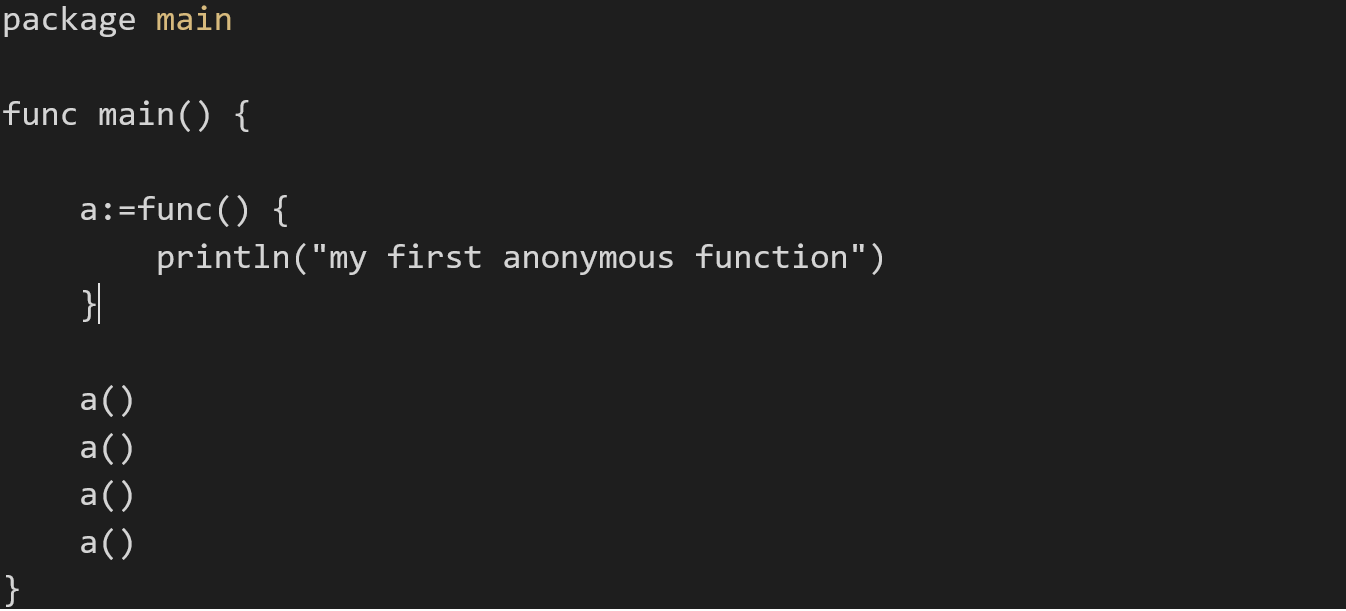 package main
func main() {
    a:=func() {
        println("my first anonymous function")
    }
    a()
    a()
    a()
    a()
}